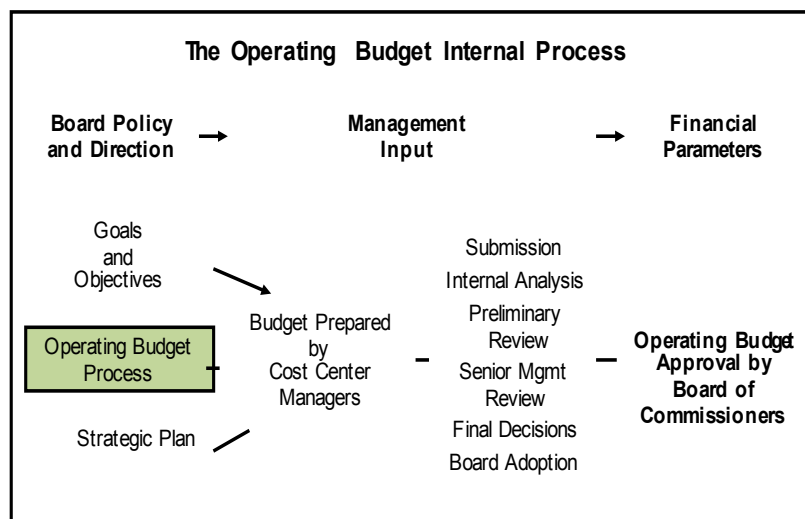 The Operating Budget Internal Process
Board Policy
and Direction
Management
Input
Financial
Parameters
Goals
and
Objectives
Operating Budget
Process
Strategic Plan
Budget Prepared
by
Cost Center
Managers
Submission
Internal Analysis
Preliminary
Review
Senior Mgmt
Review
Final Decisions
Board Adoption
Operating Budget
Approval by
Board of
Commissioners